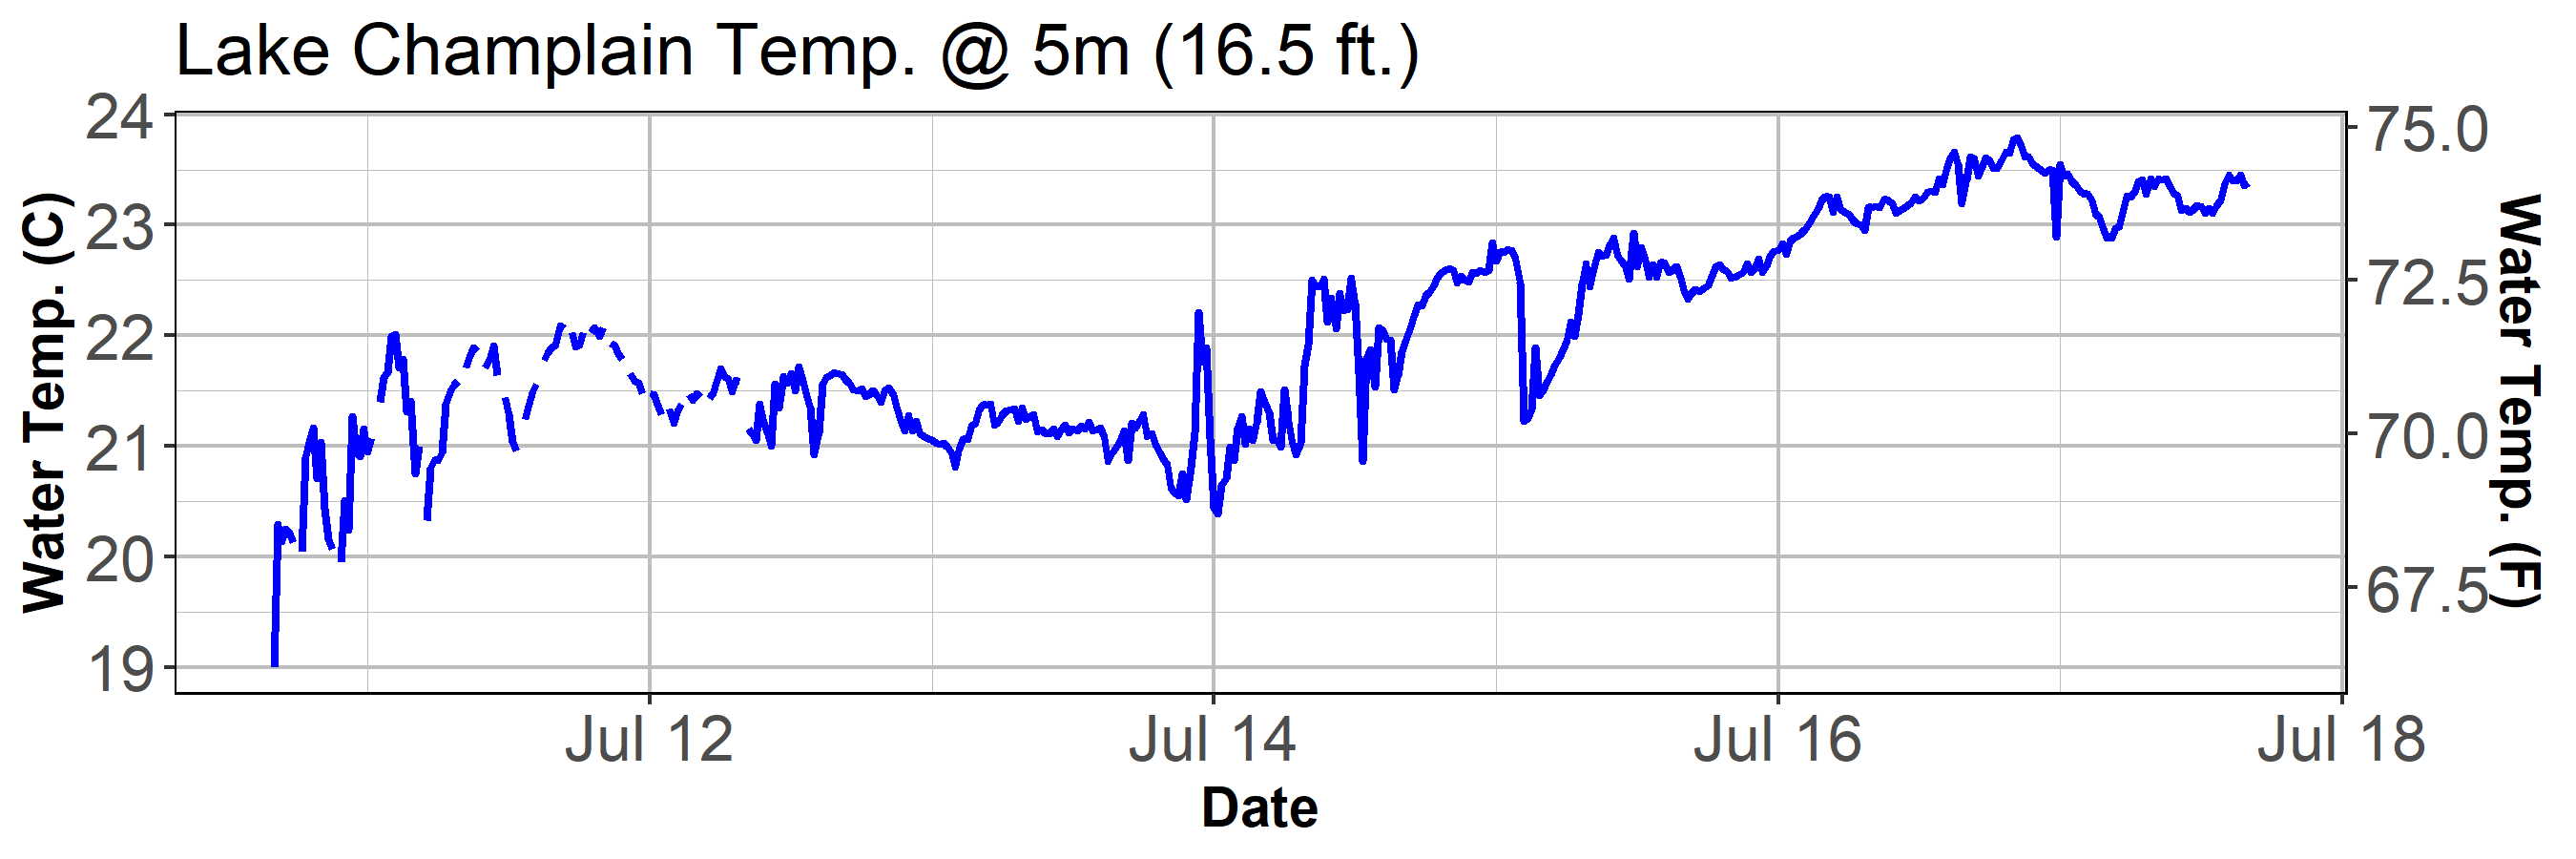 Lake Champlain Temp. @ 5m (16.5 ft.)
Water Temp. (C)
24
23
22
21
20
19
75.0
72.5
70.0
67.5
Water Temp. (F)
Jul 12
Jul 14
Jul 16
Jul 18
Date